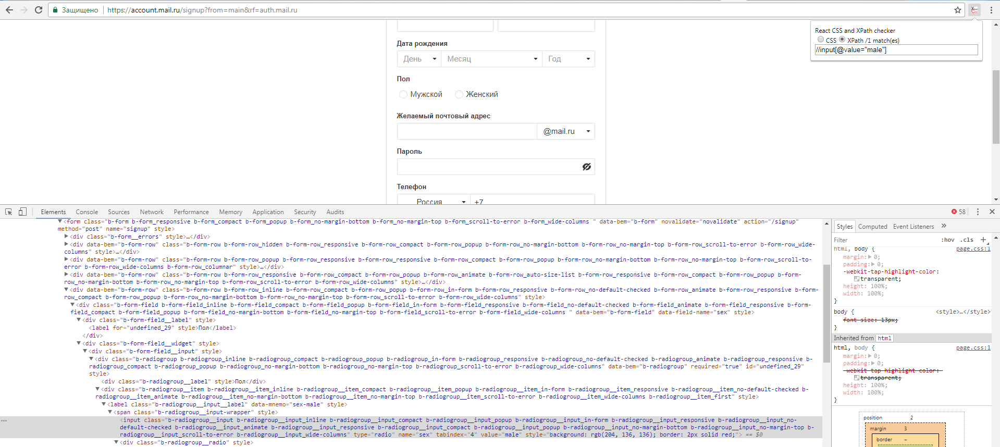 Защищено https://account.mail.ru/signup?from=main&rf=auth.mail.ru
React CSS and XPath checker
CSS XPath /1 match(es)
//input[@value="male"]
Дата рождения
День Месяц Год
Пол
Мужской Женский
Желаемый почтовый адрес
@mail.ru
Пароль
Телефон
Россия +7
Elements Console Sources Network Performance Memory Application Security Audits 58
<form class="b-form b-form_responsive b-form_compact b-form_popup b-form_no-margin-bottom b-form_no-margin-top b-form_scroll-to-error b-form_wide-columns " data-bem="b-form" novalidate="novalidate" action="/signup"
method="post" name="signup" style>
<div class="b-form__errors" style>…</div>
<div data-bem="b-form-row" class="b-form-row b-form-row_hidden b-form-row_responsive b-form-row_compact b-form-row_popup b-form-row_no-margin-bottom b-form-row_no-margin-top b-form-row_scroll-to-error b-form-row_wide-
columns" style>…</div>
<div data-bem="b-form-row" class="b-form-row b-form-row_popup b-form-row_responsive b-form-row_responsive b-form-row_compact b-form-row_popup b-form-row_no-margin-bottom b-form-row_no-margin-top b-form-row_scroll-to-
error b-form-row_wide-columns b-form-row_columnar" style>…</div>
<div data-bem="b-form-row" class="b-form-row b-form-row_responsive b-form-row_compact b-form-row_popup b-form-row_animate b-form-row_auto-size-list b-form-row_responsive b-form-row_compact b-form-row_popup b-form-
row_no-margin-bottom b-form-row_no-margin-top b-form-row_scroll-to-error b-form-row_wide-columns" style>…</div>
<div data-bem="b-form-row" class="b-form-row b-form-row_inline b-form-row_compact b-form-row_popup b-form-row_in-form b-form-row_responsive b-form-row_no-default-checked b-form-row_animate b-form-row_responsive b-form-
row_compact b-form-row_popup b-form-row_no-margin-bottom b-form-row_no-margin-top b-form-row_scroll-to-error b-form-row_wide-columns" style>
<div class="b-form-field b-form-field_inline b-form-field_compact b-form-field_popup b-form-field_in-form b-form-field_responsive b-form-field_no-default-checked b-form-field_animate b-form-field_responsive b-form-
field_compact b-form-field_popup b-form-field_no-margin-bottom b-form-field_no-margin-top b-form-field_scroll-to-error b-form-field_wide-columns " data-bem="b-form-field" data-field-name="sex" style>
<div class="b-form-field__label" style>
<label for="undefined_29" style>Пол</label>
</div>
<div class="b-form-field__widget" style>
<div class="b-form-field__input" style>
<div class="b-radiogroup b-radiogroup_inline b-radiogroup_compact b-radiogroup_popup b-radiogroup_in-form b-radiogroup_responsive b-radiogroup_no-default-checked b-radiogroup_animate b-radiogroup_responsive b-
radiogroup_compact b-radiogroup_popup b-radiogroup_no-margin-bottom b-radiogroup_no-margin-top b-radiogroup_scroll-to-error b-radiogroup_wide-columns" data-bem="b-radiogroup" required="true" id="undefined_29"
style>
<div class="b-radiogroup__label" style>Пол</div>
<div class="b-radiogroup__item b-radiogroup__item_inline b-radiogroup__item_compact b-radiogroup__item_popup b-radiogroup__item_in-form b-radiogroup__item_responsive b-radiogroup__item_no-default-checked b-
radiogroup__item_animate b-radiogroup__item_no-margin-bottom b-radiogroup__item_no-margin-top b-radiogroup__item_scroll-to-error b-radiogroup__item_wide-columns b-radiogroup__item_first" style>
<label class="b-radiogroup__input__label" data-mnemo="sex-male" style>
<span class="b-radiogroup__input-wrapper" style>
<input class="b-radiogroup__input b-radiogroup__input_inline b-radiogroup__input_compact b-radiogroup__input_popup b-radiogroup__input_in-form b-radiogroup__input_responsive b-radiogroup__input_no-
default-checked b-radiogroup__input_animate b-radiogroup__input_responsive b-radiogroup__input_compact b-radiogroup__input_popup b-radiogroup__input_no-margin-bottom b-radiogroup__input_no-margin-top b-
radiogroup__input_scroll-to-error b-radiogroup__input_wide-columns" type="radio" name="sex" tabindex="4" value="male" style="background: rgb(204, 136, 136); border: 2px solid red;"> == $0
<div class="b-radiogroup__radio" style>
Styles Computed Event Listeners »
Filter :hov .cls +
html, body { page.css:1
margin: 0;
padding: 0;
-webkit-tap-highlight-color:
transparent;
height: 100%;
width: 100%;
}
body { <style>…</style>
font-size: 13px;
}
Inherited from html
html, body { page.css:1
margin: 0;
padding: 0;
-webkit-tap-highlight-color:
transparent;
height: 100%;
width: 100%;
}
position 2
margin 3
border –